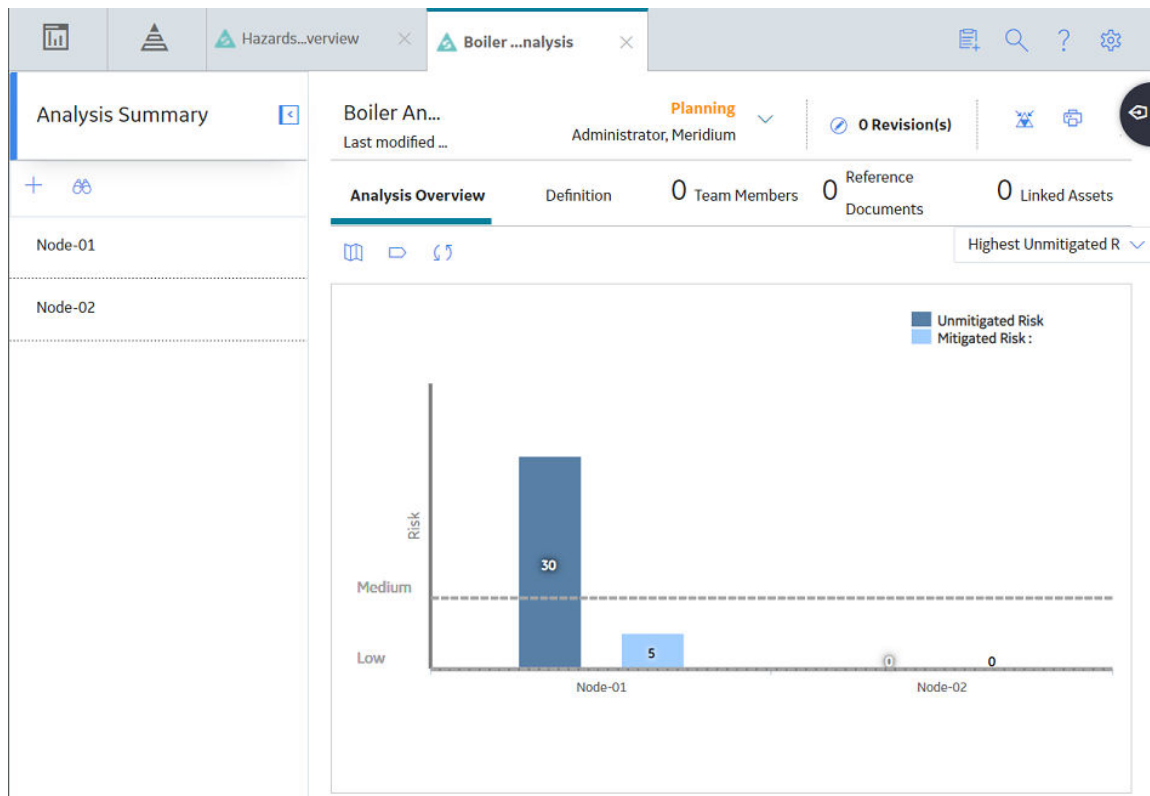 Hazards...verview
Boiler ...nalysis
Analysis Summary
Node-01
Node-02
Boiler An...
Last modified ...
Planning
Administrator, Meridium
0 Revision(s)
Analysis Overview
Definition
0 Team Members
0 Reference
Documents
0 Linked Assets
Highest Unmitigated R
Unmitigated Risk
Mitigated Risk :
Risk
Medium
Low
30
5
0
0
Node-01
Node-02